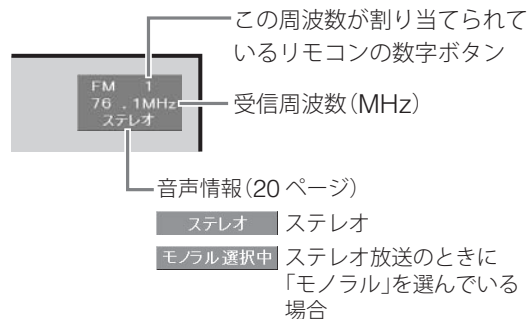 この周波数が割り当てられて
いるリモコンの数字ボタン
FM 1
76 .1MHz
ステレオ
受信周波数（MHz）
音声情報（20 ページ）
ステレオ ステレオ
モノラル選択中 ステレオ放送のときに
「モノラル」を選んでいる
場合